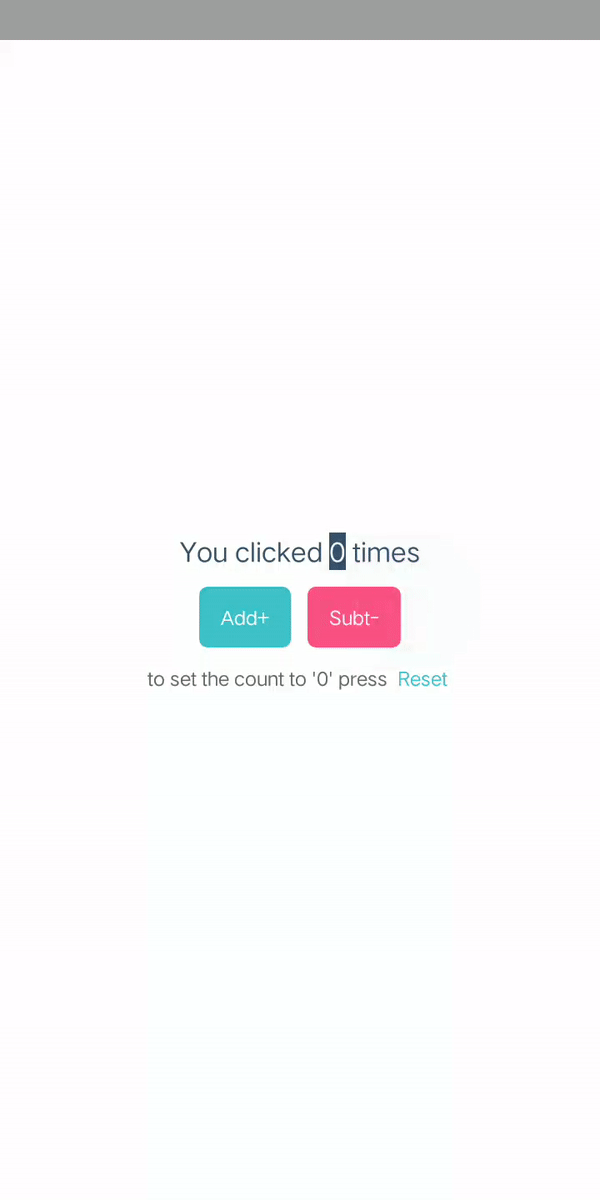 You clicked 0 times
Add+ Subt-
to set the count to '0' press Reset